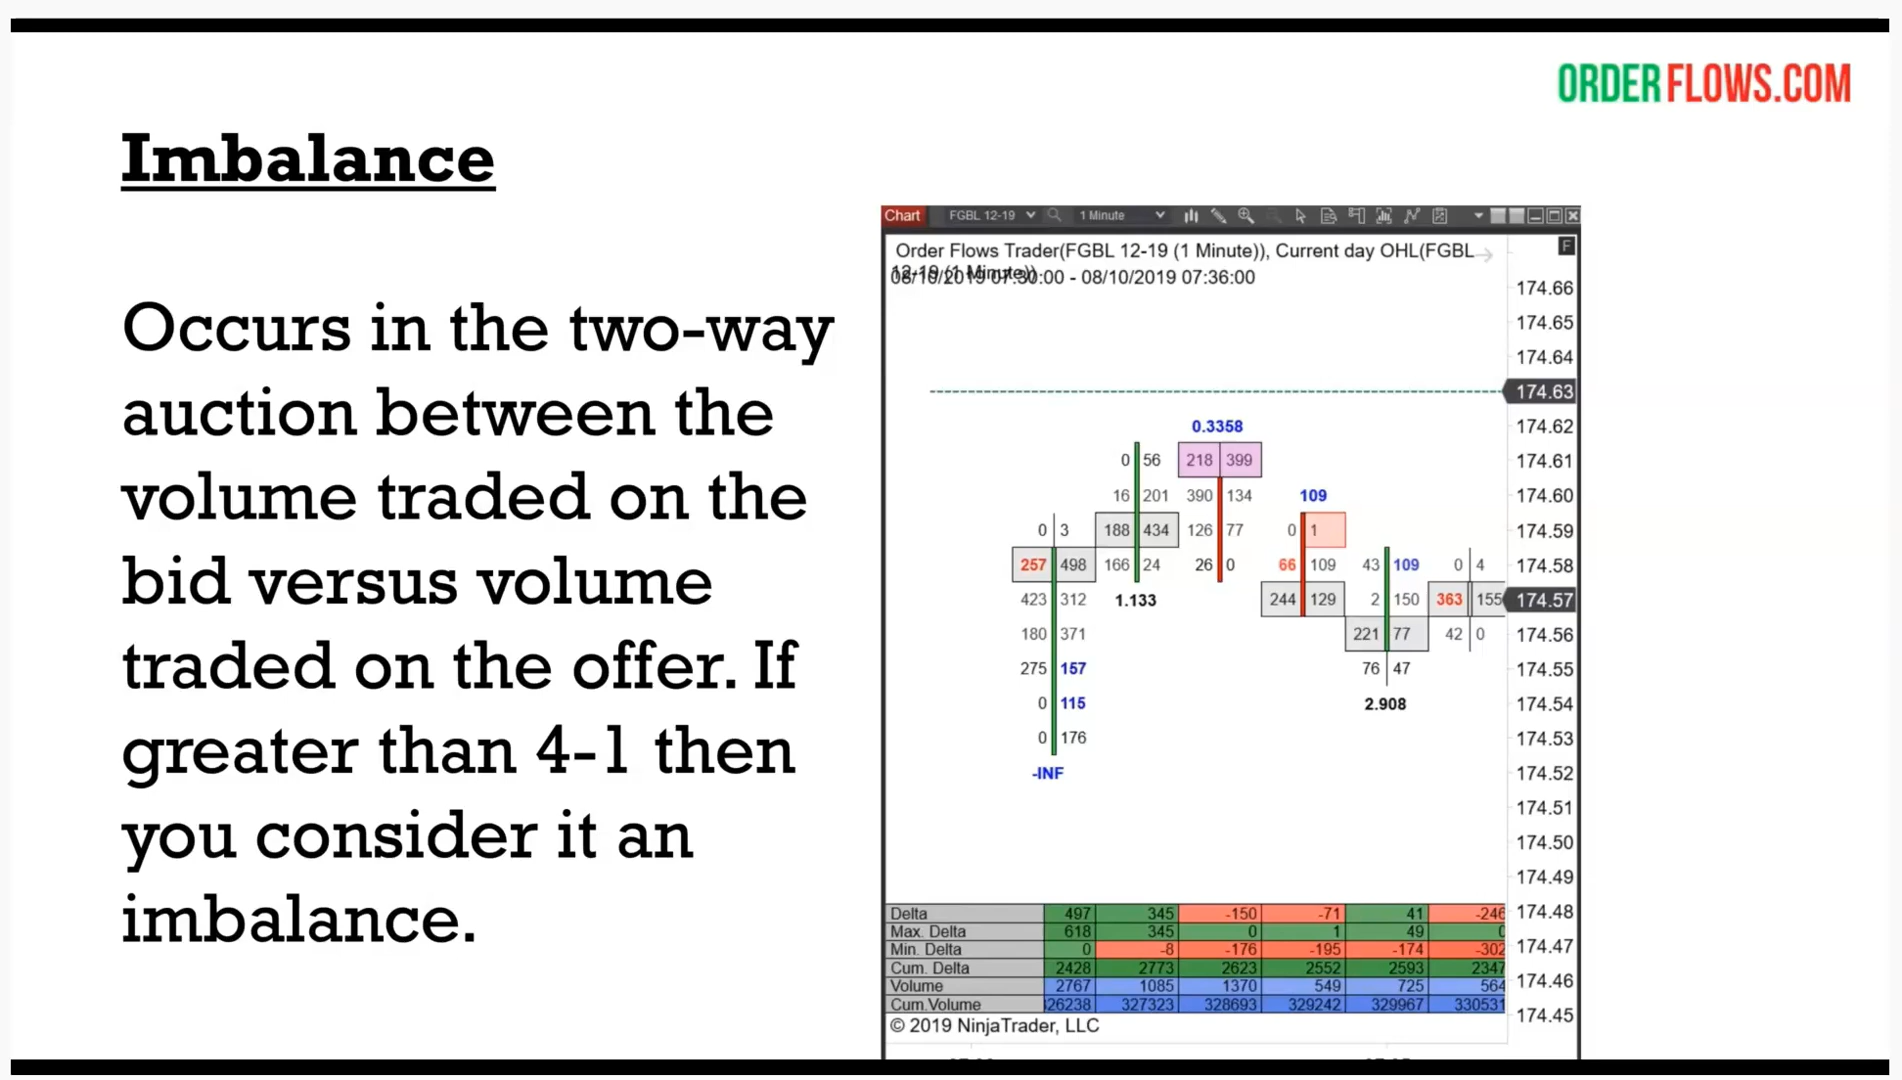 ORDERFLOWS.COM
Imbalance
Occurs in the two-way
auction between the
volume traded on the
bid versus volume
traded on the offer. If
greater than 4-1 then
you consider it an
imbalance.
Chart FGBL 12-19 1 Minute
Order Flows Trader(FGBL 12-19 (1 Minute)), Current day OHL(FGBL
12-19 (1 Minute))
08/10/2019 07:30:00 - 08/10/2019 07:36:00
F
174.66
174.65
174.64
174.63
0.3358 174.62
0 56 218 399 174.61
16 201 390 134 109 174.60
0 3 188 434 126 77 0 1 174.59
257 498 166 24 26 0 66 109 43 109 0 4 174.58
423 312 1.133 244 129 2 150 363 155 174.57
180 371 221 77 42 0 174.56
275 157 76 47 174.55
0 115 2.908 174.54
0 176 174.53
-INF 174.52
174.51
174.50
174.49
Delta 497 345 -150 -71 41 -246 174.48
Max. Delta 618 345 0 1 49 0
Min. Delta 0 -8 -176 -195 -174 -302 174.47
Cum. Delta 2428 2773 2623 2552 2593 2347
Volume 2767 1085 1370 549 725 564 174.46
Cum.Volume 326238 327323 328693 329242 329967 330531
© 2019 NinjaTrader, LLC 174.45